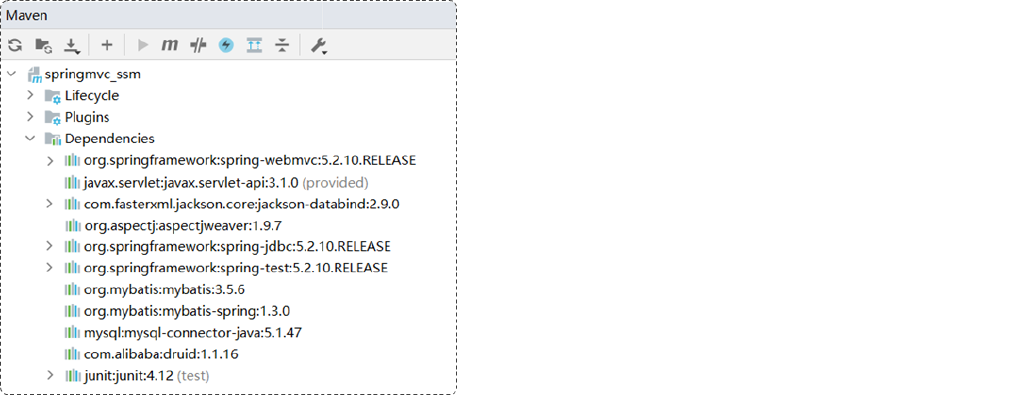 Maven
springmvc_ssm
Lifecycle
Plugins
Dependencies
org.springframework:spring-webmvc:5.2.10.RELEASE
javax.servlet:javax.servlet-api:3.1.0 (provided)
com.fasterxml.jackson.core:jackson-databind:2.9.0
org.aspectj:aspectjweaver:1.9.7
org.springframework:spring-jdbc:5.2.10.RELEASE
org.springframework:spring-test:5.2.10.RELEASE
org.mybatis:mybatis:3.5.6
org.mybatis:mybatis-spring:1.3.0
mysql:mysql-connector-java:5.1.47
com.alibaba:druid:1.1.16
junit:junit:4.12 (test)